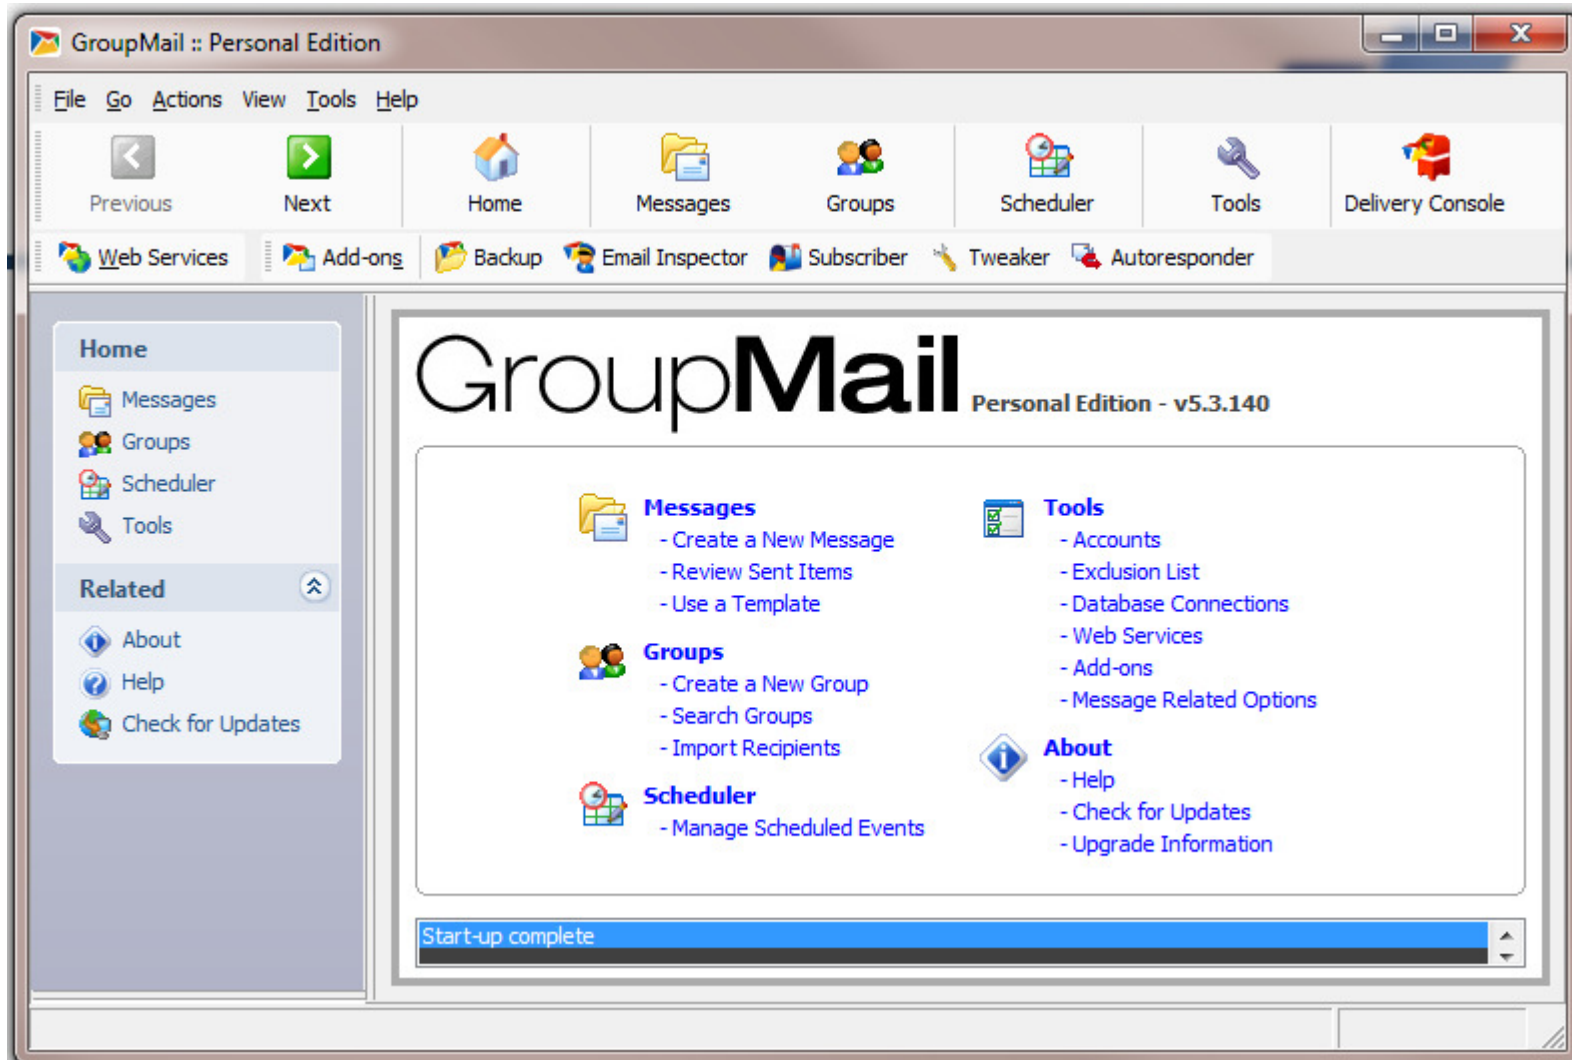 GroupMail :: Personal Edition
File Go Actions View Tools Help
Previous Next Home Messages Groups Scheduler Tools Delivery Console
Web Services Add-ons Backup Email Inspector Subscriber Tweaker Autoresponder
Home
Messages
Groups
Scheduler
Tools
Related
About
Help
Check for Updates
GroupMail Personal Edition - v5.3.140
Messages
- Create a New Message
- Review Sent Items
- Use a Template
Groups
- Create a New Group
- Search Groups
- Import Recipients
Scheduler
- Manage Scheduled Events
Tools
- Accounts
- Exclusion List
- Database Connections
- Web Services
- Add-ons
- Message Related Options
About
- Help
- Check for Updates
- Upgrade Information
Start-up complete